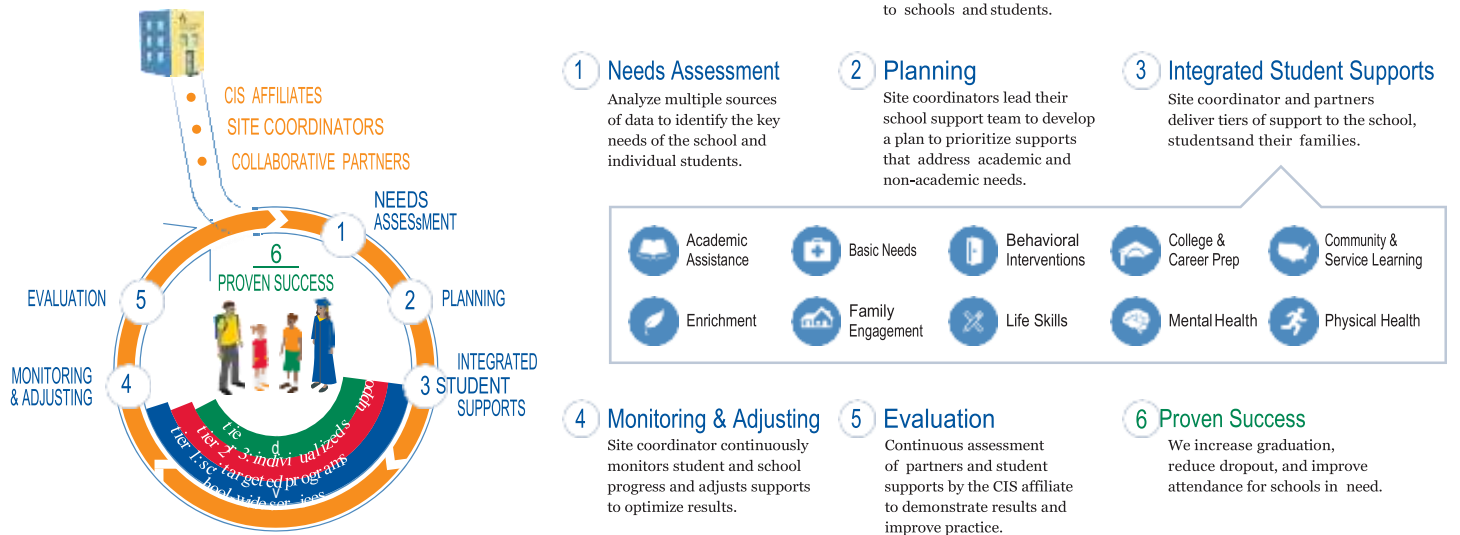 to schools and students.
CIS AFFILIATES
SITE COORDINATORS
COLLABORATIVE PARTNERS
NEEDS
ASSEsMENT
1
6
PROVEN SUCCESS
EVALUATION
5
2
PLANNING
MONITORING
& ADJUSTING
4
INTEGRATED
3 STUDENT
SUPPORTS
1 Needs Assessment
Analyze multiple sources
of data to identify the key
needs of the school and
individual students.
2 Planning
Site coordinators lead their
school support team to develop
a plan to prioritize supports
that address academic and
non-academic needs.
3 Integrated Student Supports
Site coordinator and partners
deliver tiers of support to the school,
studentsand their families.
Academic
Assistance
Basic Needs
Behavioral
Interventions
College &
Career Prep
Community &
Service Learning
Enrichment
Family
Engagement
Life Skills
Mental Health
Physical Health
4 Monitoring & Adjusting
Site coordinator continuously
monitors student and school
progress and adjusts supports
to optimize results.
5 Evaluation
Continuous assessment
of partners and student
supports by the CIS affiliate
to demonstrate results and
improve practice.
6 Proven Success
We increase graduation,
reduce dropout, and improve
attendance for schools in need.